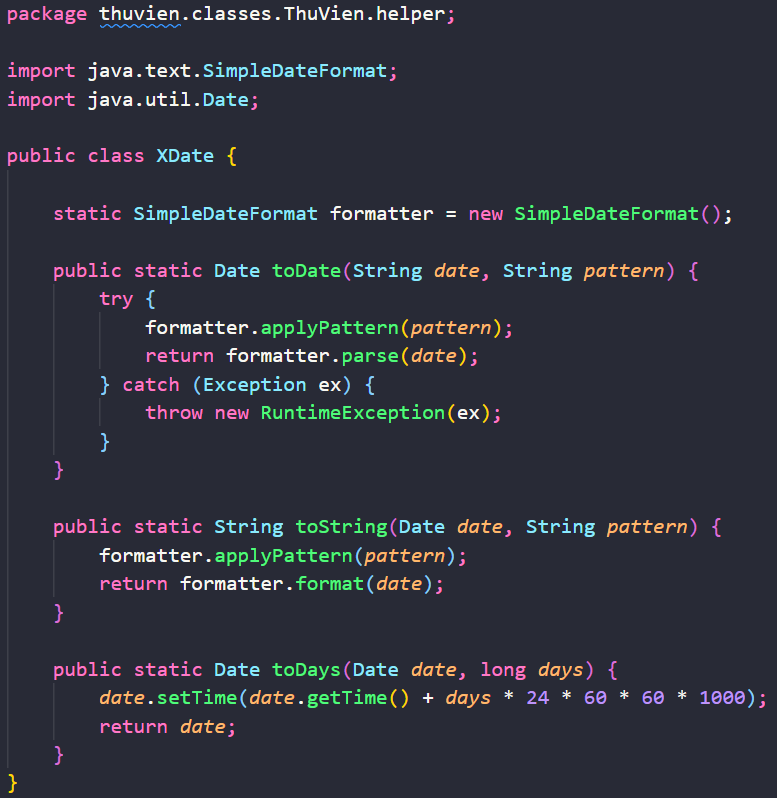 package thuvien.classes.ThuVien.helper;
import java.text.SimpleDateFormat;
import java.util.Date;
public class XDate {
static SimpleDateFormat formatter = new SimpleDateFormat();
public static Date toDate(String date, String pattern) {
try {
formatter.applyPattern(pattern);
return formatter.parse(date);
} catch (Exception ex) {
throw new RuntimeException(ex);
}
}
public static String toString(Date date, String pattern) {
formatter.applyPattern(pattern);
return formatter.format(date);
}
public static Date toDays(Date date, long days) {
date.setTime(date.getTime() + days * 24 * 60 * 60 * 1000);
return date;
}
}